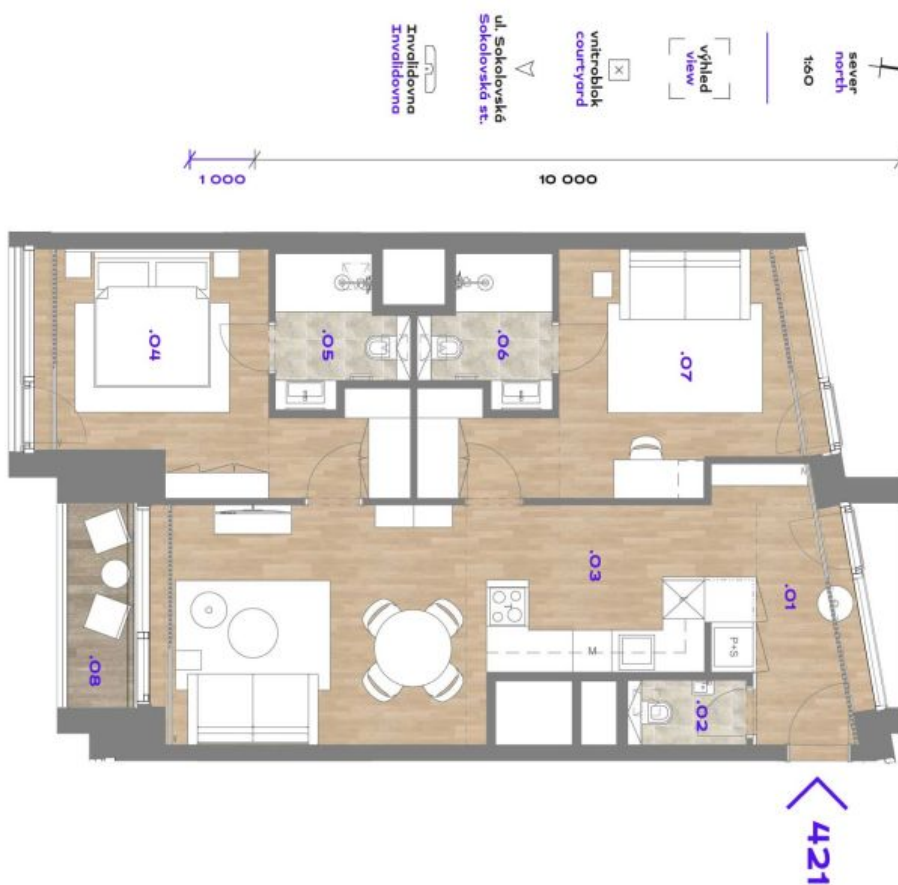 sever
north
1:60
výhled
view
vnitroblok
courtyard
ul. Sokolovská
Sokolovská st.
Invalidovna
Invalidovna
1 000
10 000
.04
.05
.06
.07
.03
.01
M
P+S
.02
.08
421